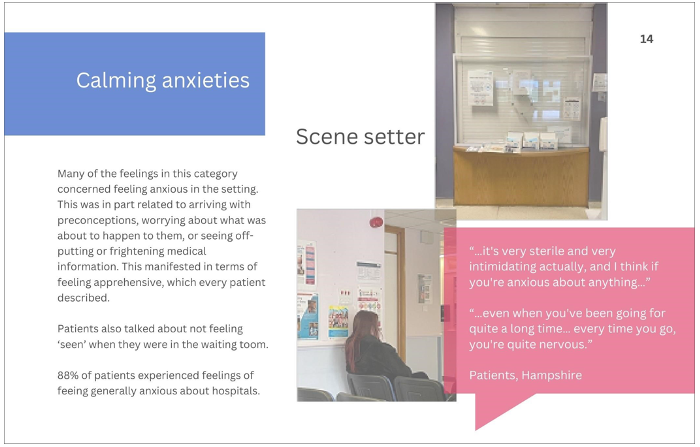 14
Calming anxieties
Scene setter
Many of the feelings in this category
concerned feeling anxious in the setting.
This was in part related to arriving with
preconceptions, worrying about what was
about to happen to them, or seeing off-
putting or frightening medical
information. This manifested in terms of
feeling apprehensive, which every patient
described.
Patients also talked about not feeling
‘seen’ when they were in the waiting toom.
88% of patients experienced feelings of
feeing generally anxious about hospitals.
“...it's very sterile and very
intimidating actually, and I think if
you're anxious about anything...”
“...even when you've been going for
quite a long time... every time you go,
you're quite nervous.”
Patients, Hampshire